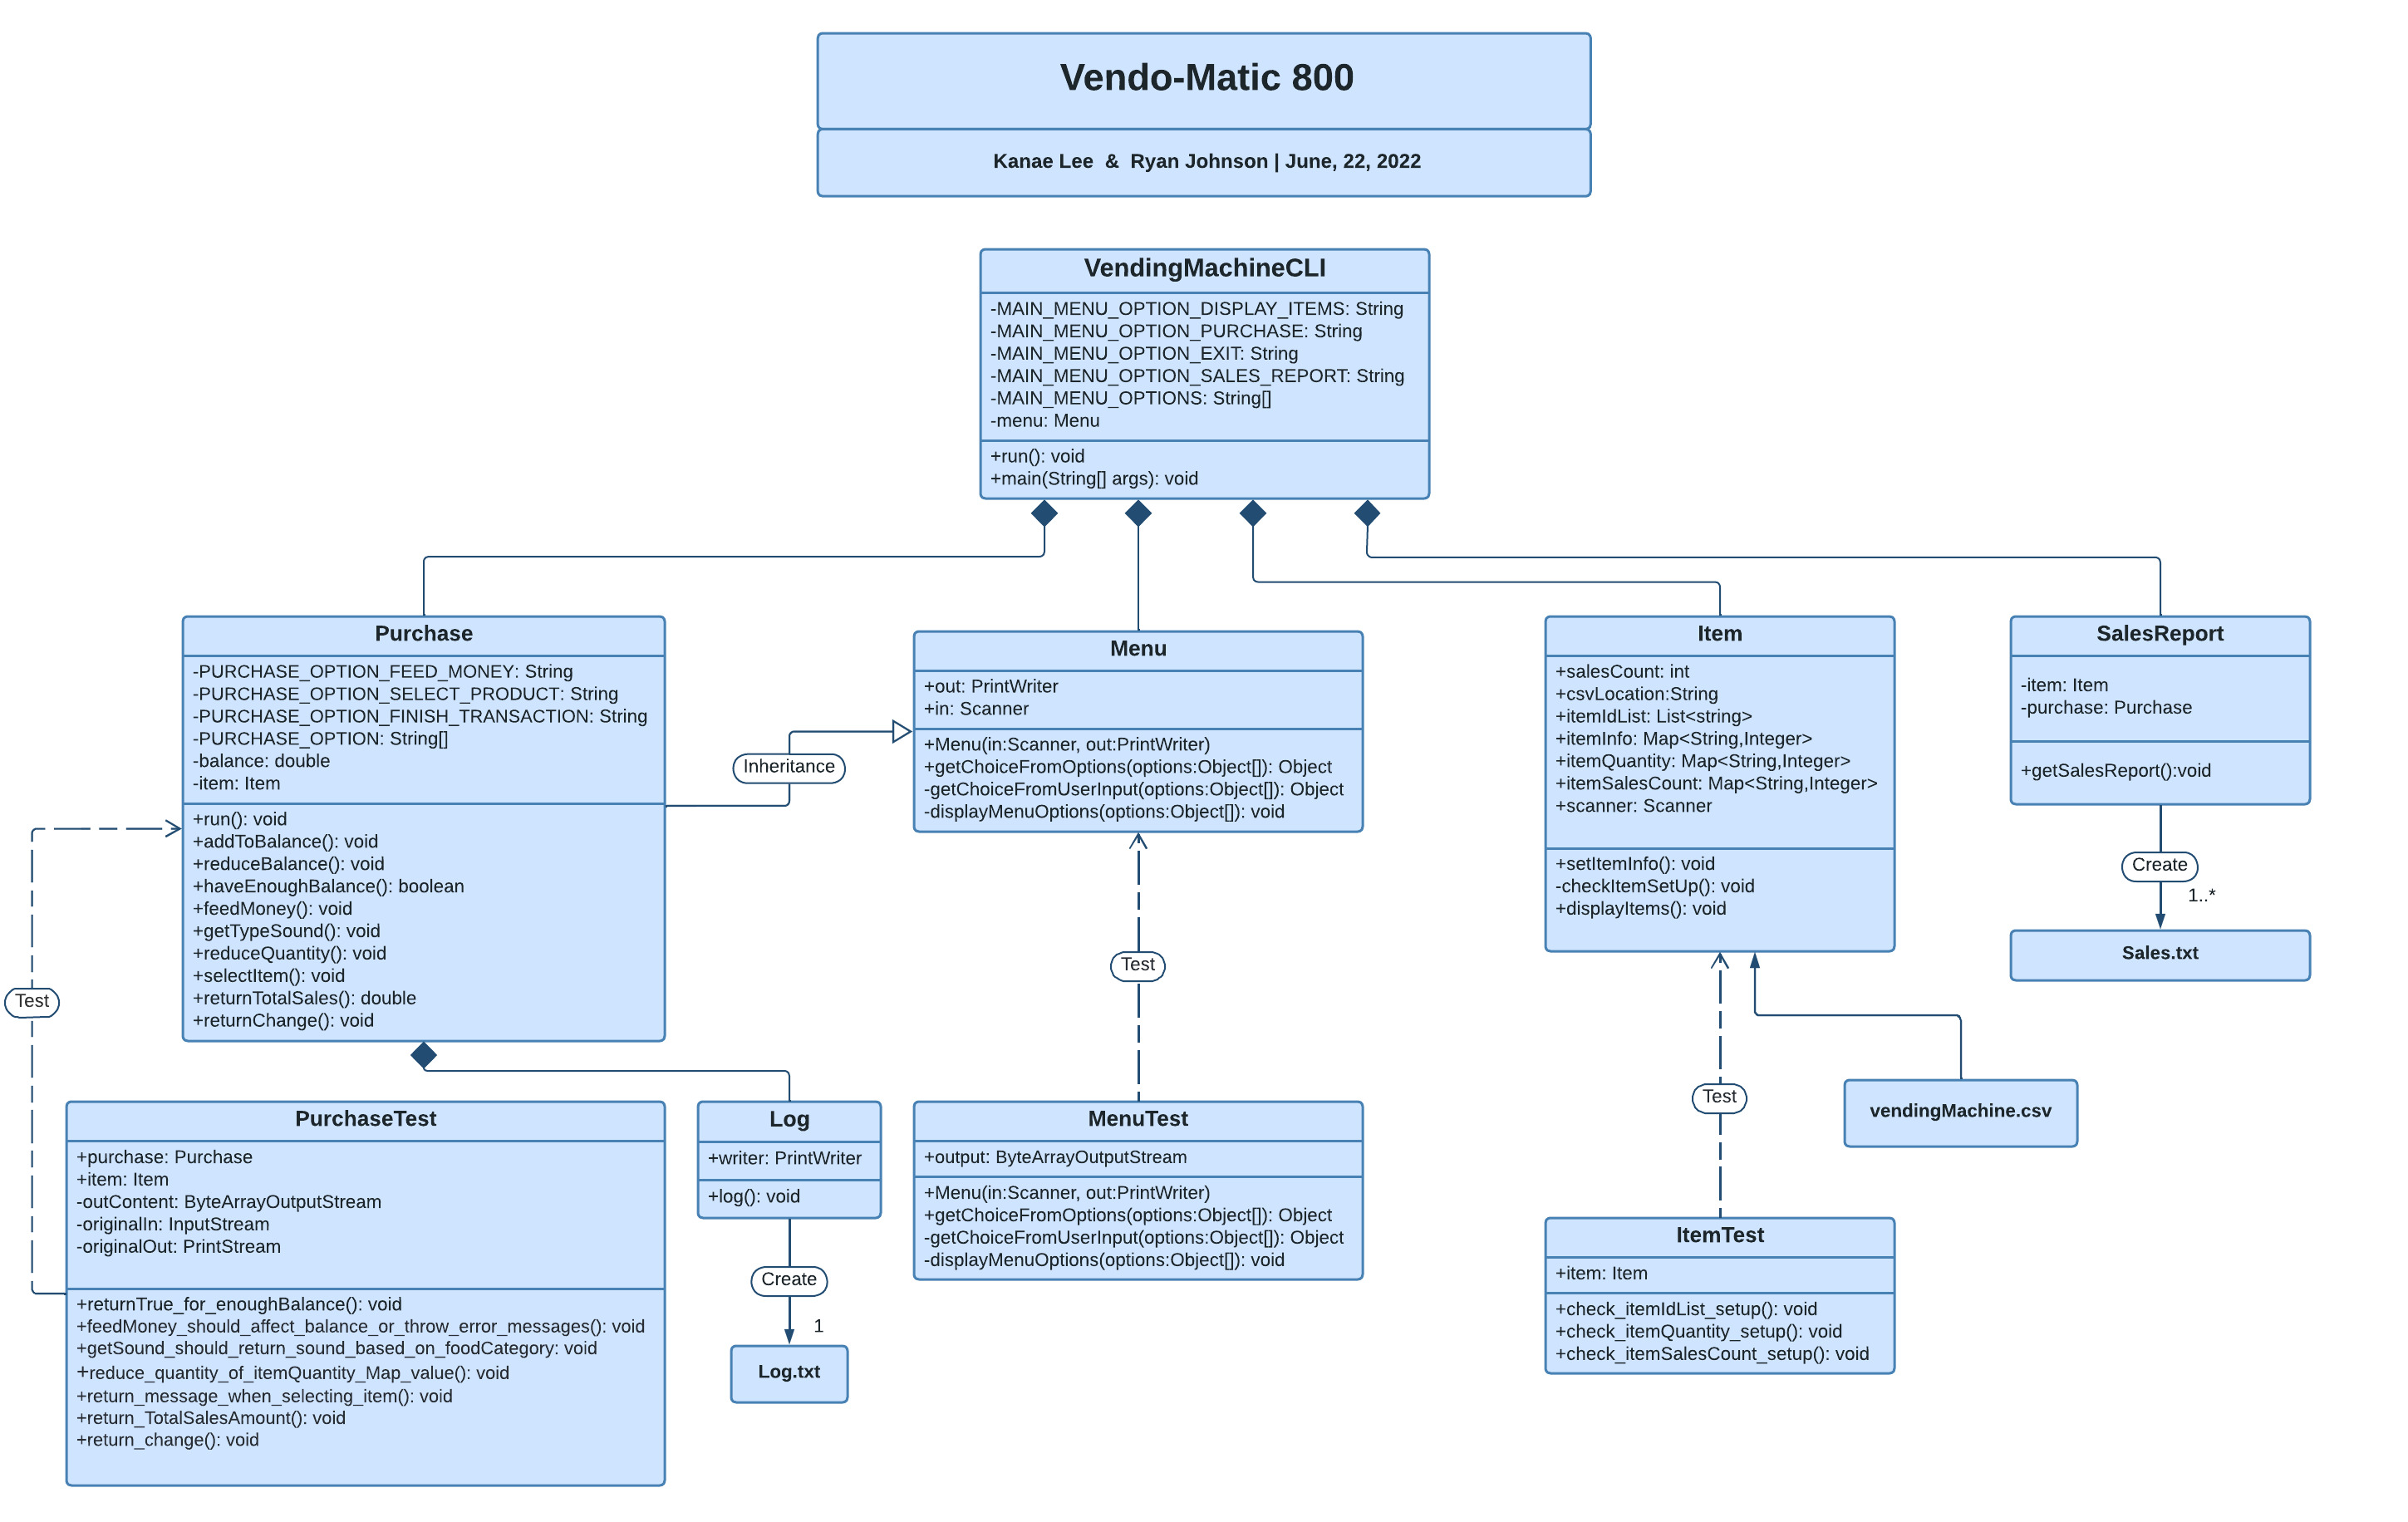 Vendo-Matic 800
Kanae Lee & Ryan Johnson | June, 22, 2022
VendingMachineCLI
-MAIN_MENU_OPTION_DISPLAY_ITEMS: String
-MAIN_MENU_OPTION_PURCHASE: String
-MAIN_MENU_OPTION_EXIT: String
-MAIN_MENU_OPTION_SALES_REPORT: String
-MAIN_MENU_OPTIONS: String[]
-menu: Menu
+run(): void
+main(String[] args): void
Purchase
-PURCHASE_OPTION_FEED_MONEY: String
-PURCHASE_OPTION_SELECT_PRODUCT: String
-PURCHASE_OPTION_FINISH_TRANSACTION: String
-PURCHASE_OPTION: String[]
-balance: double
-item: Item
+run(): void
+addToBalance(): void
+reduceBalance(): void
+haveEnoughBalance(): boolean
+feedMoney(): void
+getTypeSound(): void
+reduceQuantity(): void
+selectItem(): void
+returnTotalSales(): double
+returnChange(): void
Inheritance
Menu
+out: PrintWriter
+in: Scanner
+Menu(in:Scanner, out:PrintWriter)
+getChoiceFromOptions(options:Object[]): Object
-getChoiceFromUserInput(options:Object[]): Object
-displayMenuOptions(options:Object[]): void
Item
+salesCount: int
+csvLocation:String
+itemIdList: List<string>
+itemInfo: Map<String,Integer>
+itemQuantity: Map<String,Integer>
+itemSalesCount: Map<String,Integer>
+scanner: Scanner
+setItemInfo(): void
-checkItemSetUp(): void
+displayItems(): void
SalesReport
-item: Item
-purchase: Purchase
+getSalesReport():void
Create
1..*
Sales.txt
Test
Test
Test
vendingMachine.csv
PurchaseTest
+purchase: Purchase
+item: Item
-outContent: ByteArrayOutputStream
-originalIn: InputStream
-originalOut: PrintStream
+returnTrue_for_enoughBalance(): void
+feedMoney_should_affect_balance_or_throw_error_messages(): void
+getSound_should_return_sound_based_on_foodCategory: void
+reduce_quantity_of_itemQuantity_Map_value(): void
+return_message_when_selecting_item(): void
+return_TotalSalesAmount(): void
+return_change(): void
Log
+writer: PrintWriter
+log(): void
Create
1
Log.txt
MenuTest
+output: ByteArrayOutputStream
+Menu(in:Scanner, out:PrintWriter)
+getChoiceFromOptions(options:Object[]): Object
-getChoiceFromUserInput(options:Object[]): Object
-displayMenuOptions(options:Object[]): void
ItemTest
+item: Item
+check_itemIdList_setup(): void
+check_itemQuantity_setup(): void
+check_itemSalesCount_setup(): void